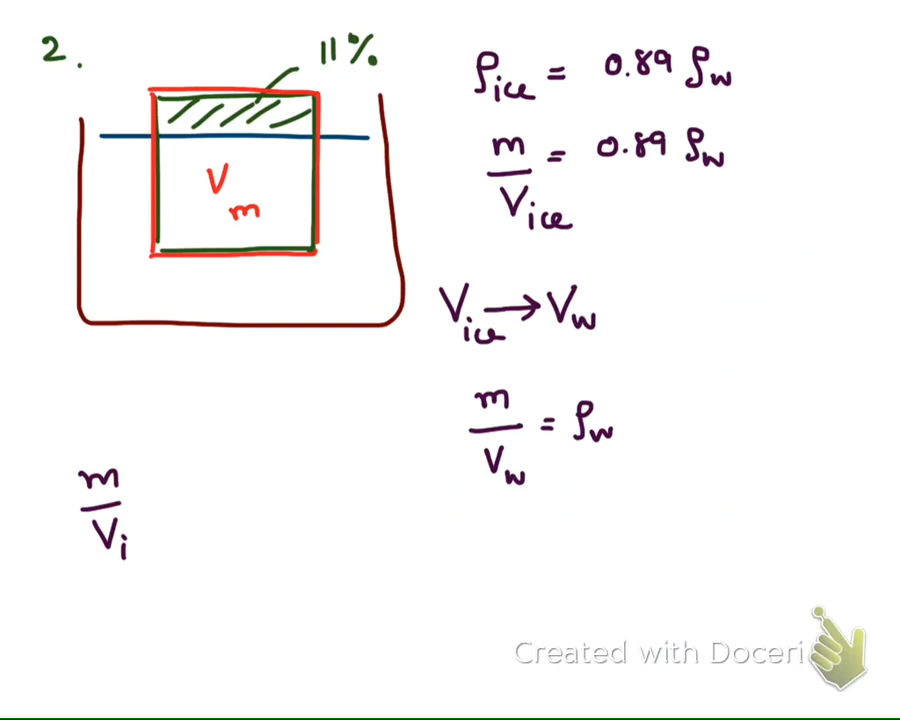 2.
11%
V
m
ρice = 0.89 ρw
m/Vice = 0.89 ρw
Vice → Vw
m/Vw = ρw
m/Vi
Created with Doceri